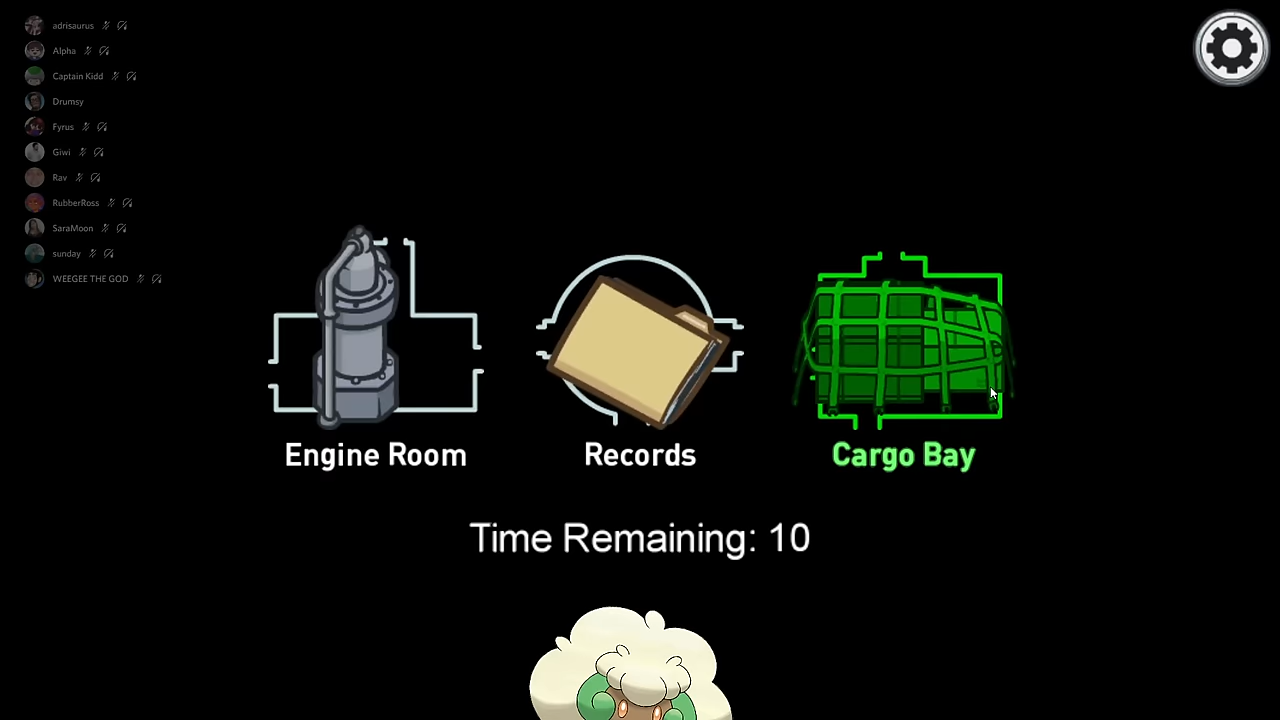 adrisaurus
Alpha
Captain Kidd
Drumsy
Fyrus
Giwi
Rav
RubberRoss
SaraMoon
sunday
WEEGEE THE GOD
Engine Room
Records
Cargo Bay
Time Remaining: 10